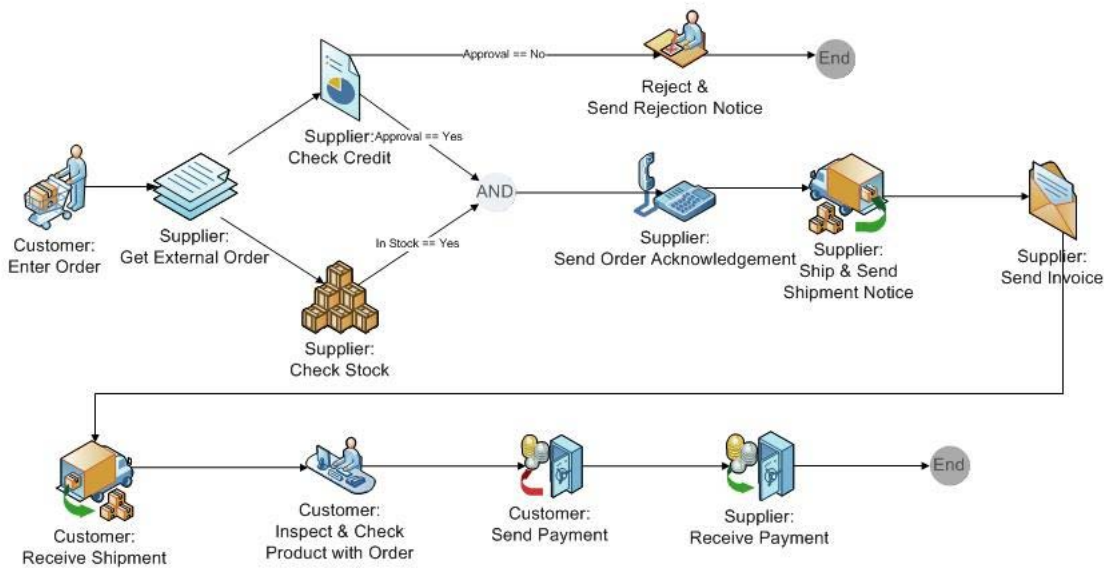 Approval == No
End
Reject &
Send Rejection Notice
Supplier:
Check Credit
Approval == Yes
AND
Customer:
Enter Order
Supplier:
Get External Order
In Stock == Yes
Supplier:
Send Order Acknowledgement
Supplier:
Ship & Send
Shipment Notice
Supplier:
Send Invoice
Supplier:
Check Stock
End
Customer:
Receive Shipment
Customer:
Inspect & Check
Product with Order
Customer:
Send Payment
Supplier:
Receive Payment